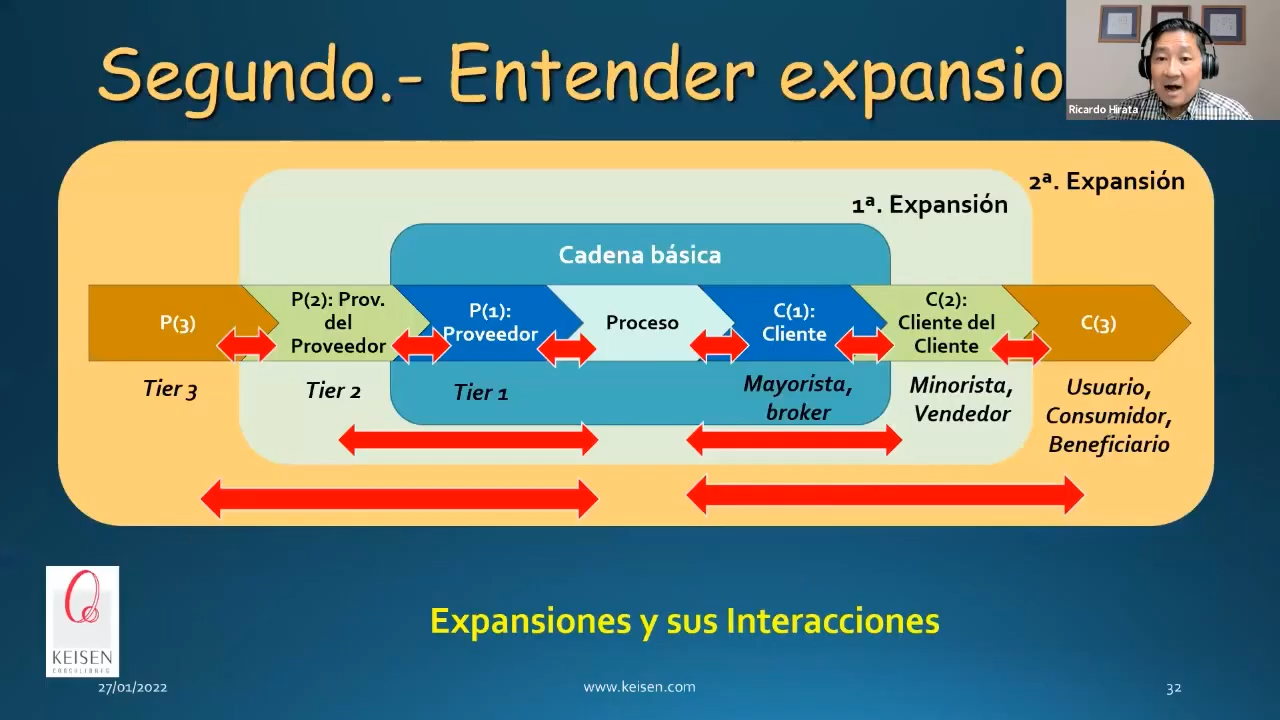 Segundo.- Entender expansio
Ricardo Hirata
2ª. Expansión
1ª. Expansión
Cadena básica
P(3)
P(2): Prov.
del
Proveedor
P(1):
Proveedor
Proceso
C(1):
Cliente
C(2):
Cliente del
Cliente
C(3)
Tier 3
Tier 2
Tier 1
Mayorista,
broker
Minorista,
Vendedor
Usuario,
Consumidor,
Beneficiario
Expansiones y sus Interacciones
KEISEN
CONSULTORES
27/01/2022
www.keisen.com
32